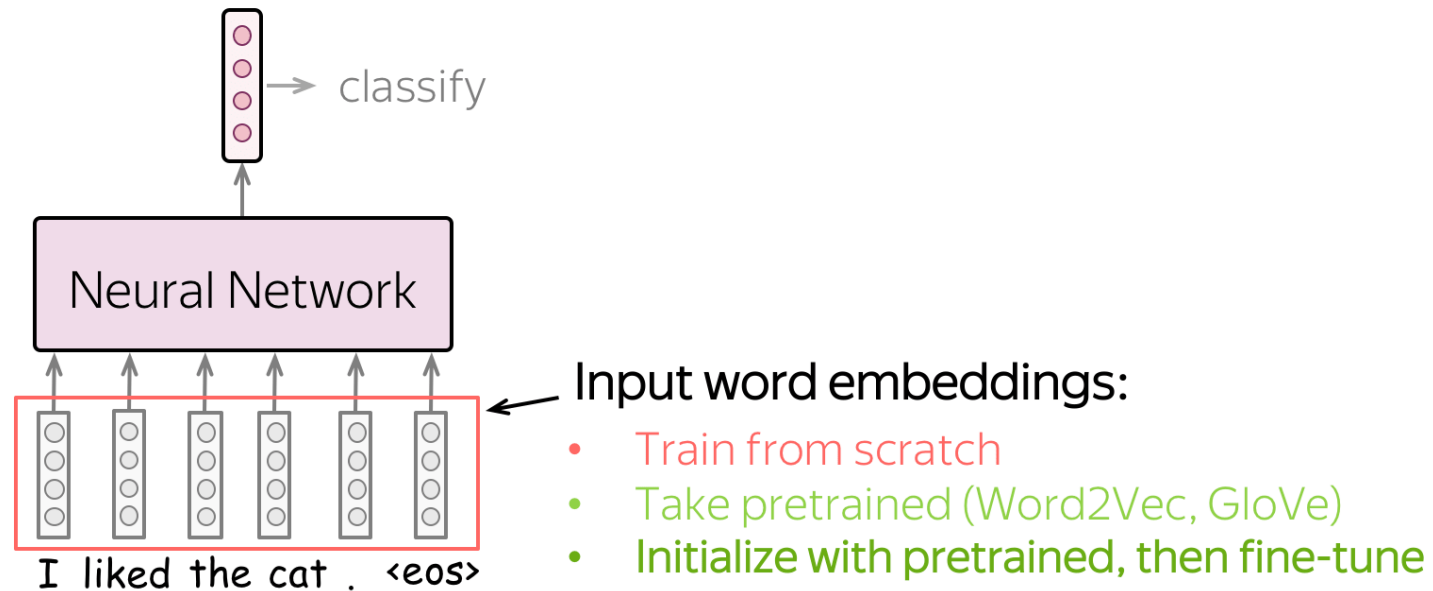 classify
Neural Network
Input word embeddings:
• Train from scratch
• Take pretrained (Word2Vec, GloVe)
• Initialize with pretrained, then fine-tune
I liked the cat . <eos>